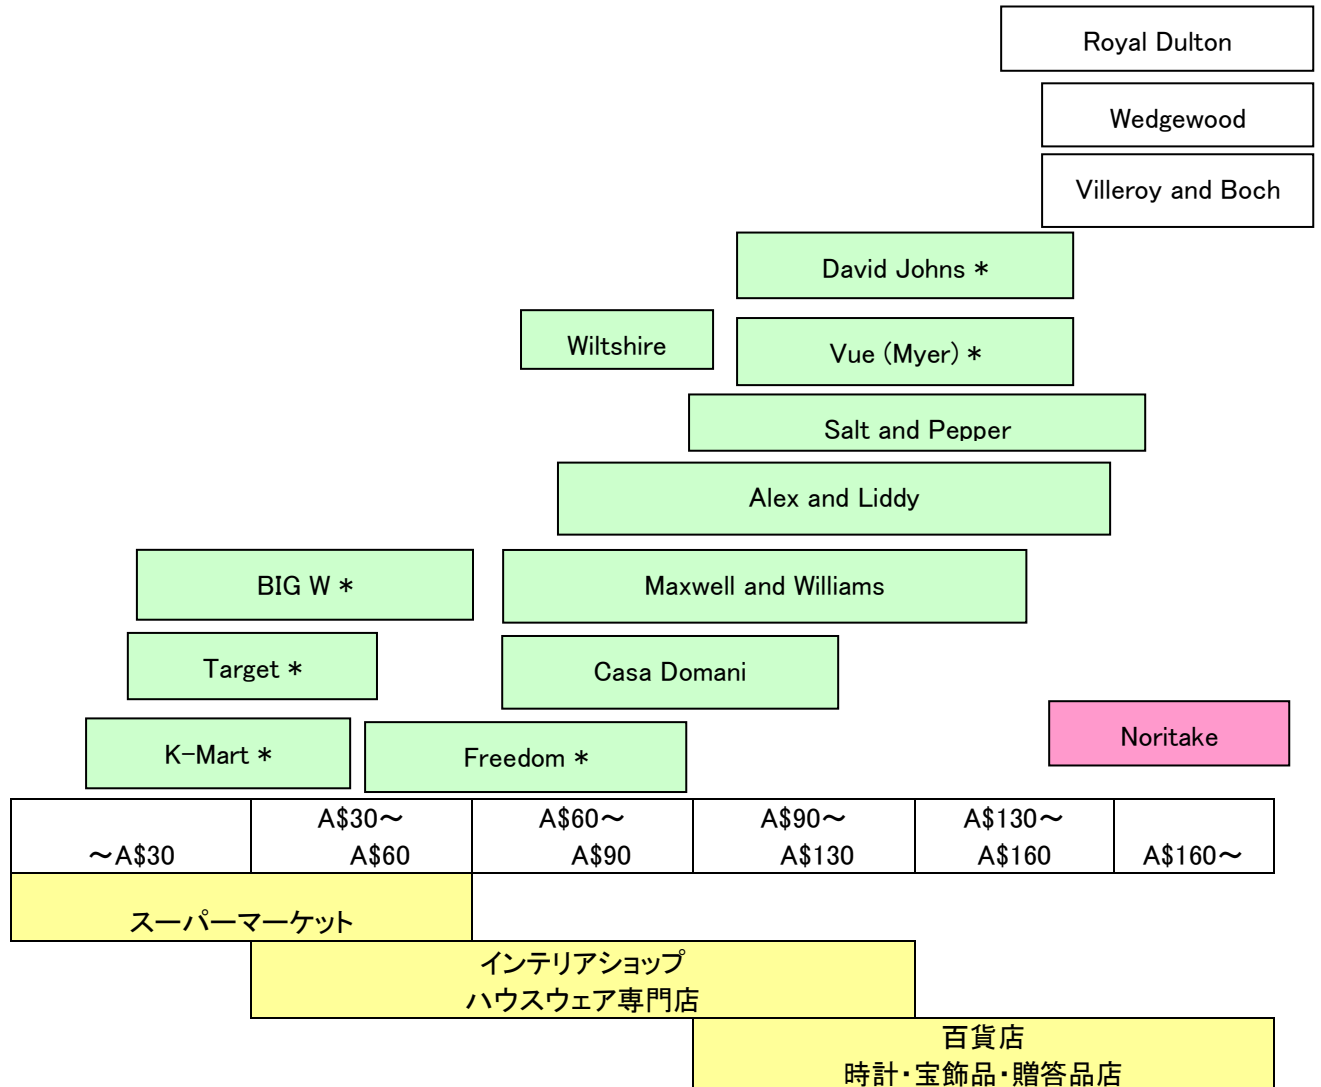 Royal Dulton
Wedgewood
Villeroy and Boch
David Johns *
Wiltshire
Vue (Myer) *
Salt and Pepper
Alex and Liddy
BIG W *
Maxwell and Williams
Target *
Casa Domani
Noritake
K-Mart *
Freedom *
～A$30
A$30～
A$60
A$60～
A$90
A$90～
A$130
A$130～
A$160
A$160～
スーパーマーケット
インテリアショップ
ハウスウェア専門店
百貨店
時計・宝飾品・贈答品店